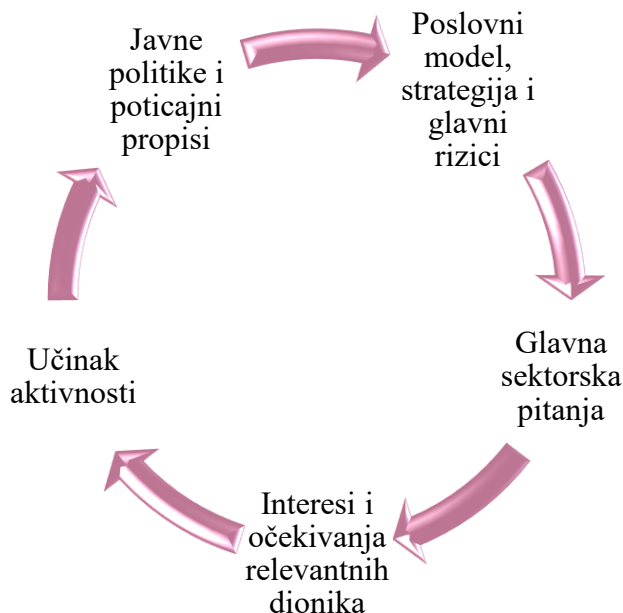 Javne
politike i
poticajni
propisi
Poslovni
model,
strategija i
glavni
rizici
Glavna
sektorska
pitanja
Interesi i
očekivanja
relevantnih
dionika
Učinak
aktivnosti